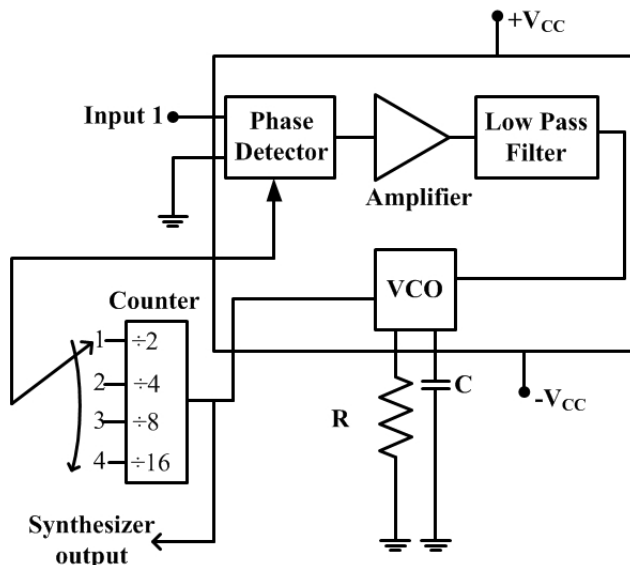 +VCC
Input 1
Phase
Detector
Low Pass
Filter
Amplifier
VCO
Counter
1 ÷2
2 ÷4
3 ÷8
4 ÷16
R
C
-VCC
Synthesizer
output